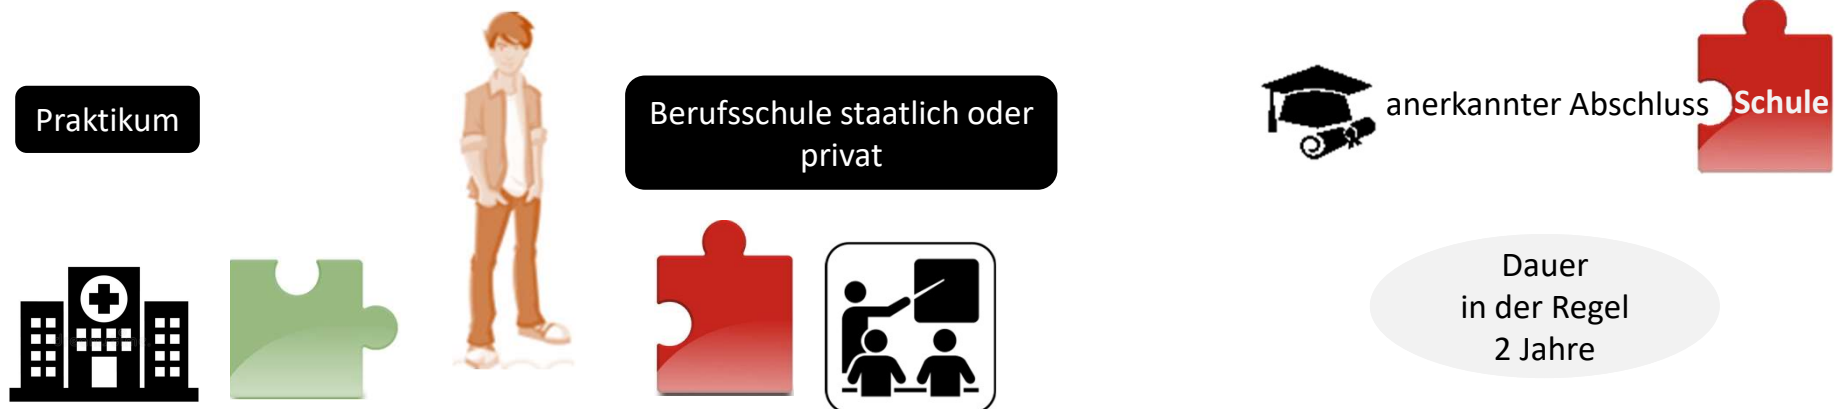 Praktikum
Berufsschule staatlich oder
privat
anerkannter Abschluss
Schule
Dauer
in der Regel
2 Jahre